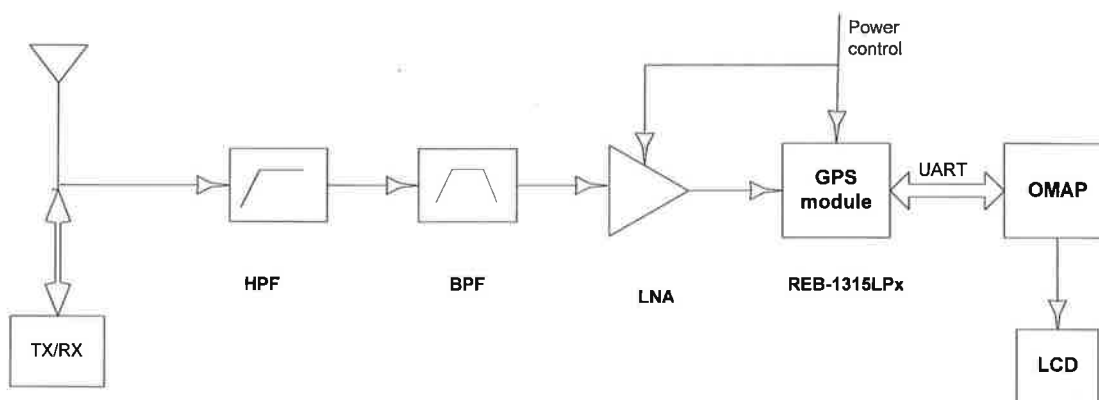 Power
control
GPS
module
UART
OMAP
HPF
BPF
LNA
REB-1315LPx
TX/RX
LCD